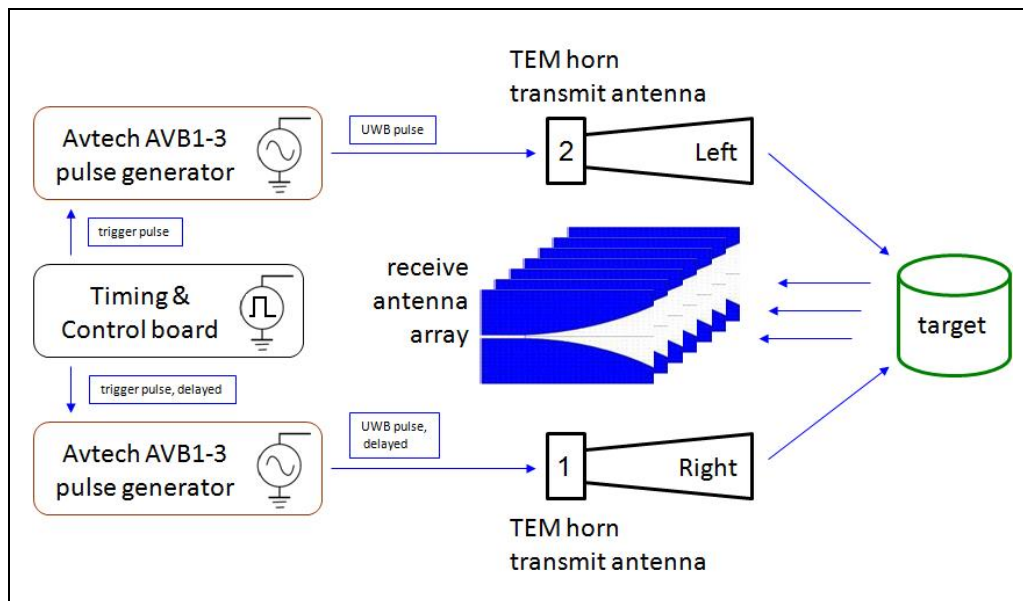 TEM horn
transmit antenna
Avtech AVB1-3
pulse generator
UWB pulse
2
Left
trigger pulse
receive
antenna
array
Timing &
Control board
target
trigger pulse, delayed
UWB pulse,
delayed
Avtech AVB1-3
pulse generator
1
Right
TEM horn
transmit antenna